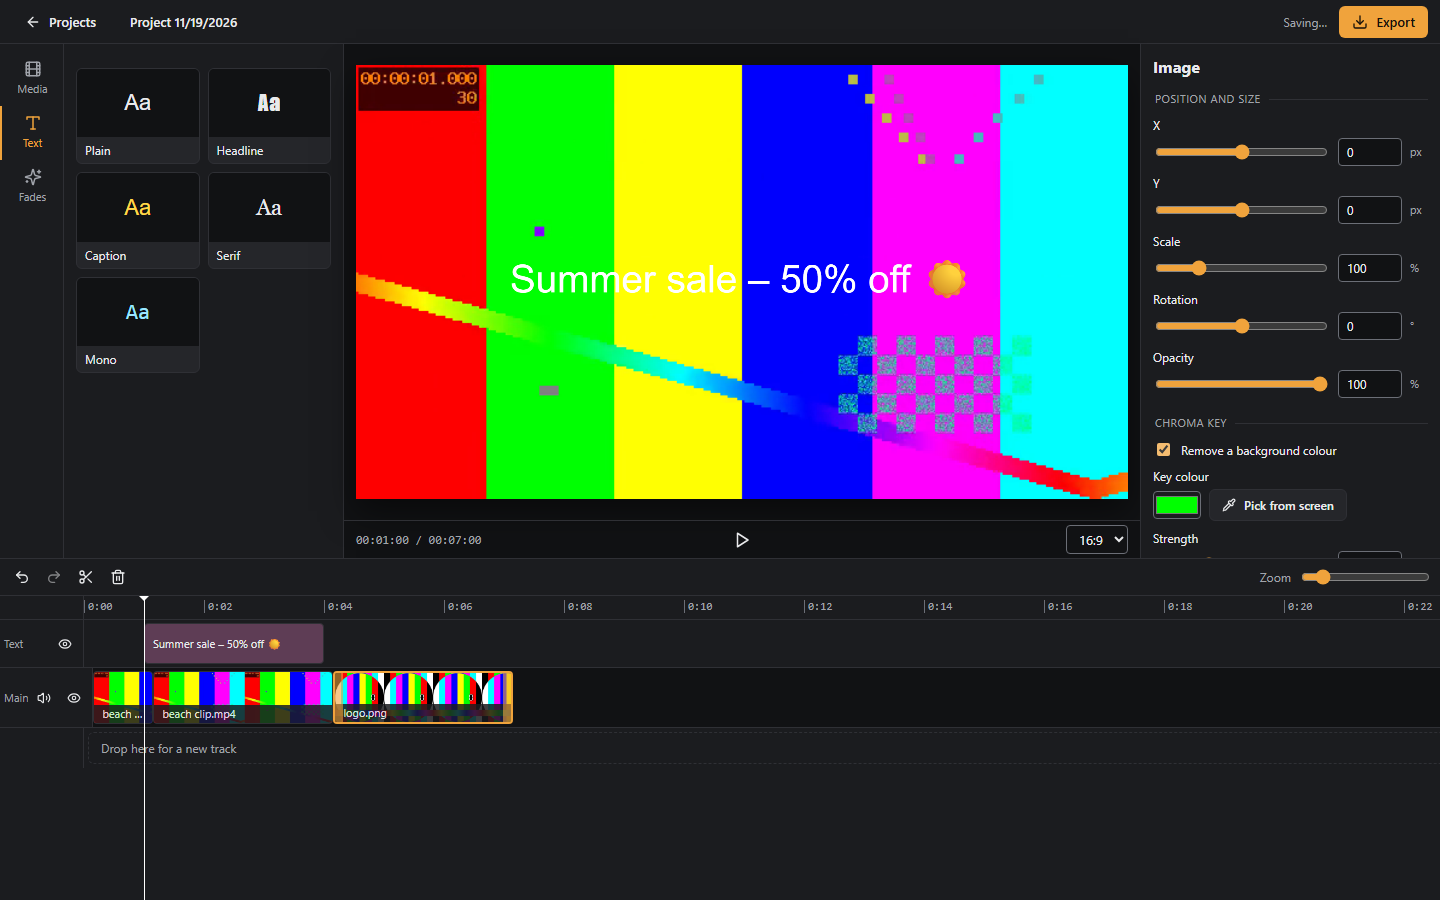 Projects
Project 11/19/2026
Saving...
Export
Media
Text
Fades
Aa
Plain
Aa
Headline
Aa
Caption
Aa
Serif
Aa
Mono
00:00:01.000
30
Summer sale – 50% off
00:01:00 / 00:07:00
16:9
Image
POSITION AND SIZE
X
0 px
Y
0 px
Scale
100 %
Rotation
0 °
Opacity
100 %
CHROMA KEY
Remove a background colour
Key colour
Pick from screen
Strength
Zoom
0:00 0:02 0:04 0:06 0:08 0:10 0:12 0:14 0:16 0:18 0:20 0:22
Text
Summer sale – 50% off
Main
beach ...
beach clip.mp4
logo.png
Drop here for a new track